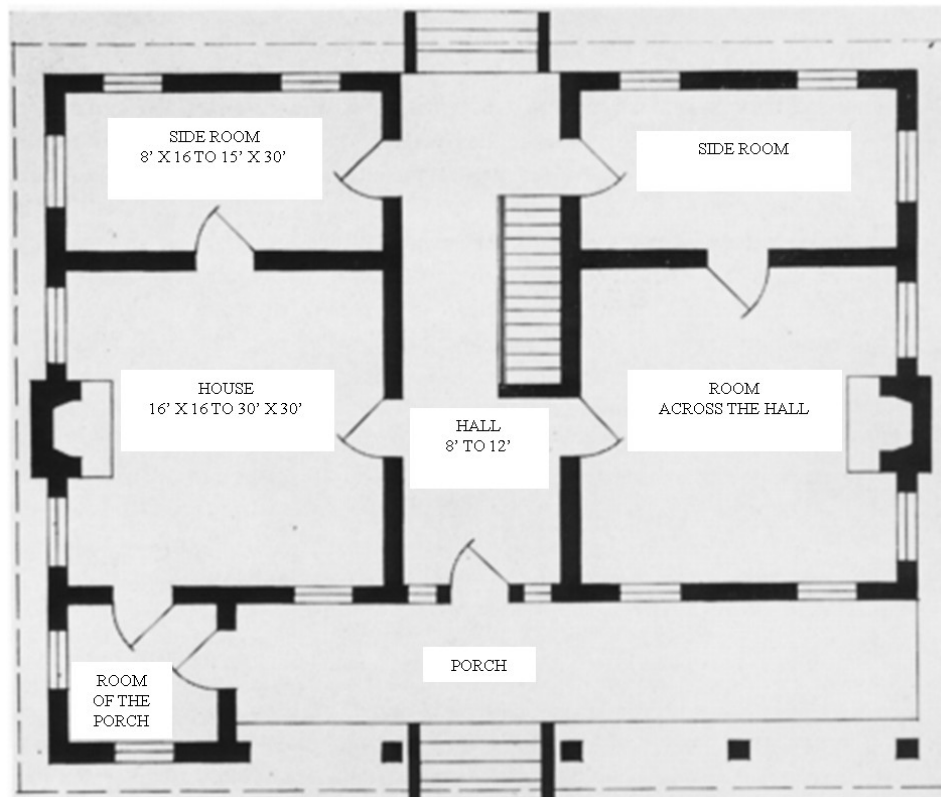 SIDE ROOM
8’ X 16 TO 15’ X 30’
SIDE ROOM
HOUSE
16’ X 16 TO 30’ X 30’
HALL
8’ TO 12’
ROOM
ACROSS THE HALL
ROOM
OF THE
PORCH
PORCH